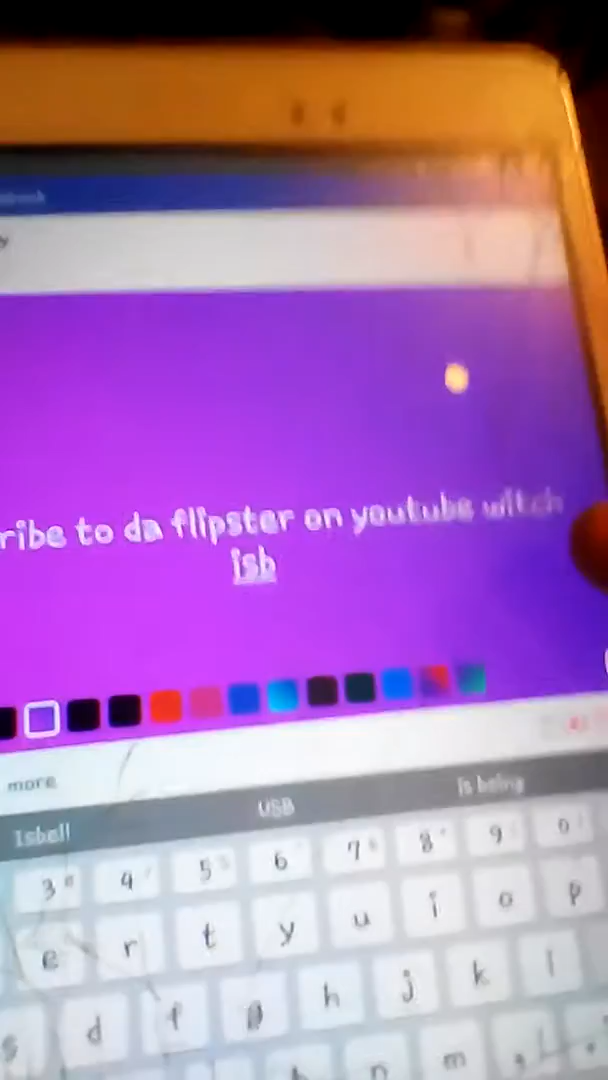 ribe to da flipster on youtube witch
isb
more
Isbell USB is being
3 4 5 6 7 8 9 0
e r t y u i o p
s d f g h j k l
n m , .